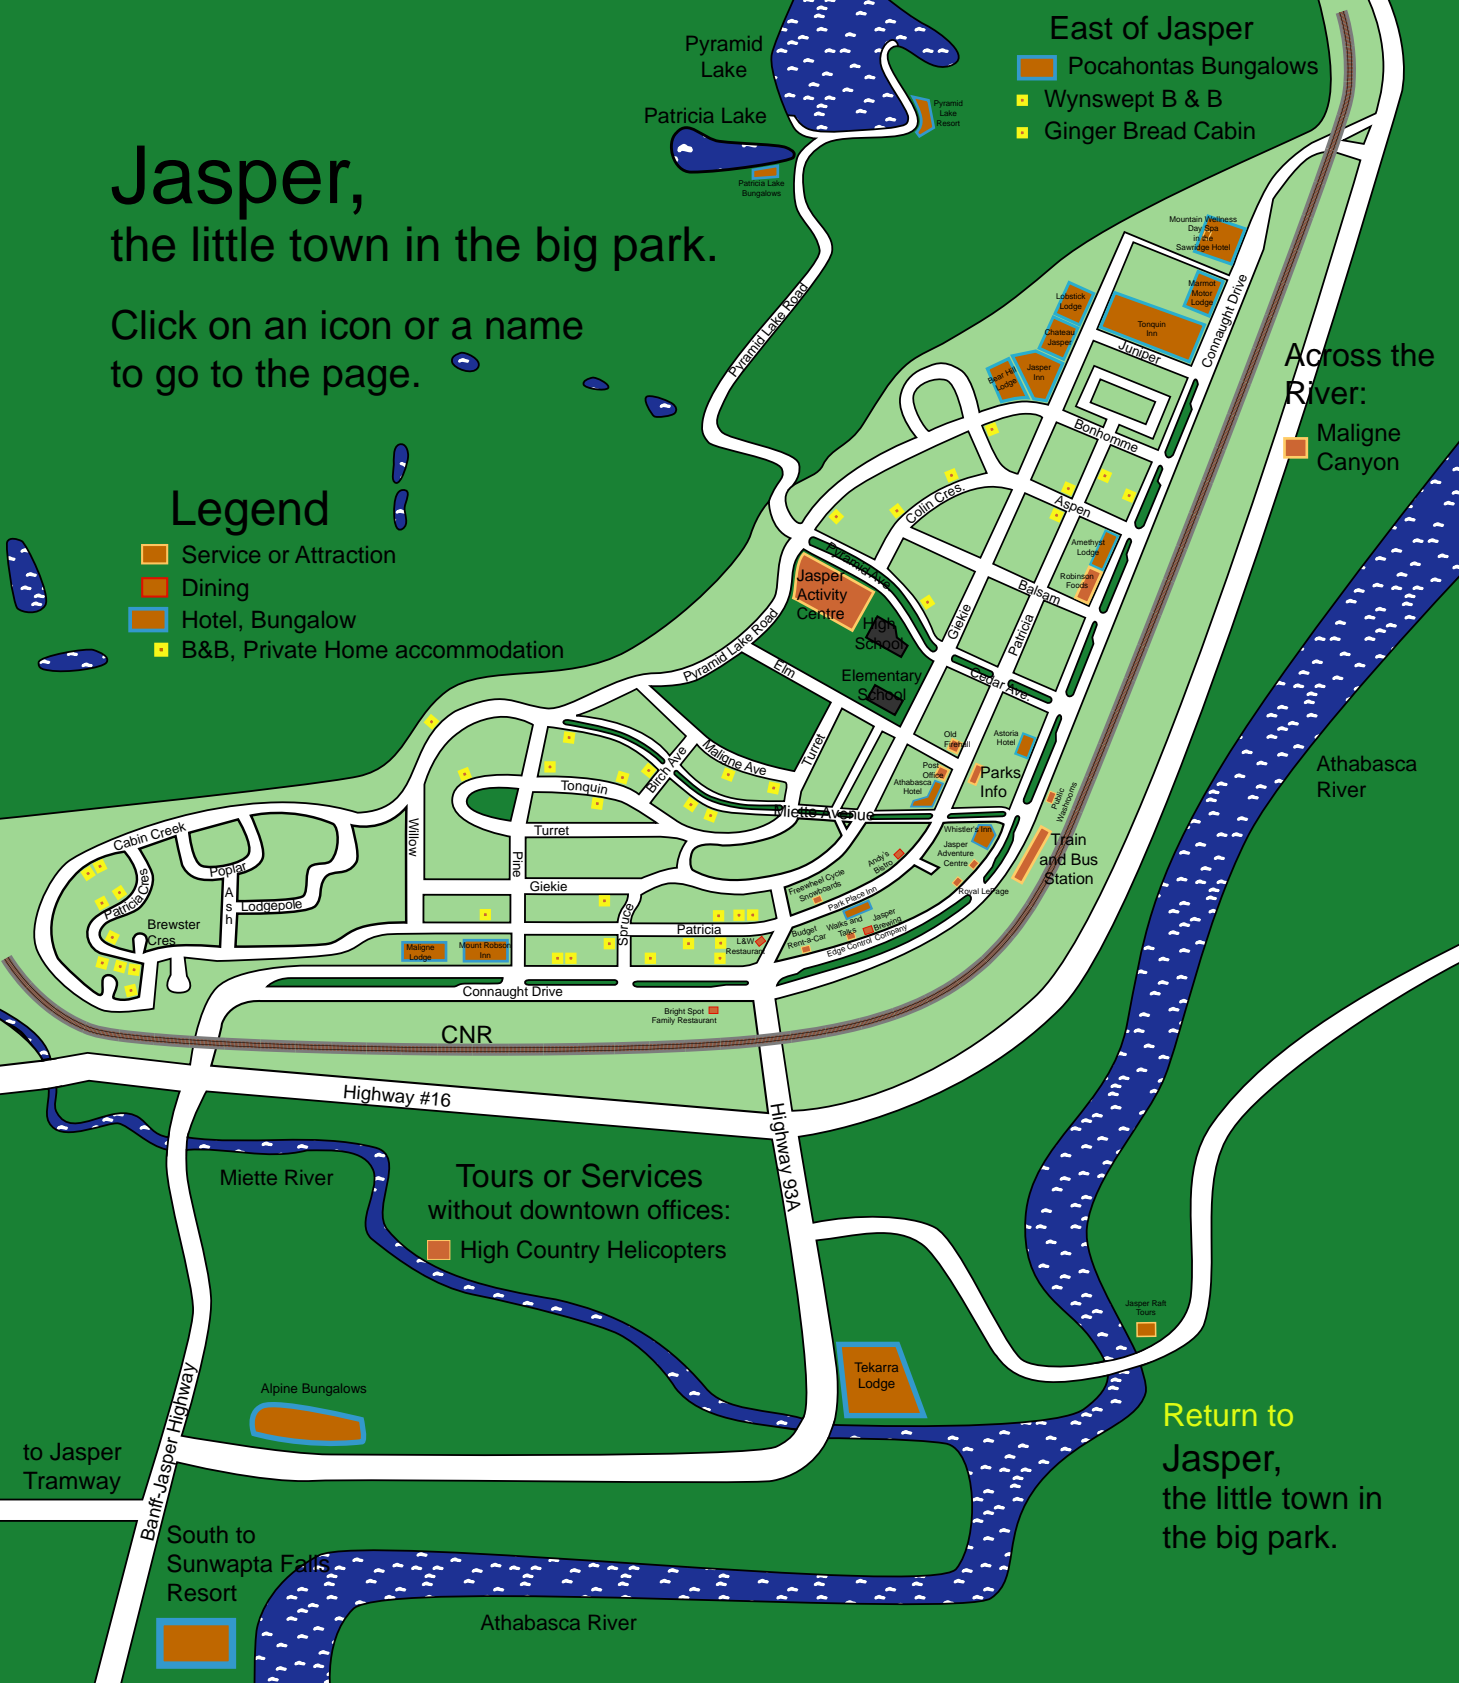 Pyramid
Lake
Patricia Lake
Pyramid
Lake
Resort
Patricia Lake
Bungalows
East of Jasper
Pocahontas Bungalows
Wynswept B & B
Ginger Bread Cabin
Jasper,
the little town in the big park.
Click on an icon or a name
to go to the page.
Legend
Service or Attraction
Dining
Hotel, Bungalow
B&B, Private Home accommodation
Pyramid Lake Road
Mountain Wellness
Day Spa
in the
Sawridge Hotel
Marmot
Motor
Lodge
Lobstick
Lodge
Chateau
Jasper
Tonquin
Inn
Jasper
Inn
Bear Hill
Lodge
Juniper
Connaught Drive
Across the
River:
Maligne
Canyon
Bonhomme
Colin Cres.
Aspen
Amethyst
Lodge
Robinson
Foods
Balsam
Pyramid Ave
Jasper
Activity
Centre
High
School
Elementary
School
Giekie
Patricia
Cedar Ave.
Pyramid Lake Road
Elm
Old
Firehall
Astoria
Hotel
Post
Office
Athabasca
Hotel
Parks
Info
Public
Washrooms
Athabasca
River
Turret
Maligne Ave
Birch Ave
Tonquin
Miette Avenue
Whistler's Inn
Jasper
Adventure
Centre
Train
and Bus
Station
Royal LePage
Andy's
Bistro
Freewheel Cycle
Snowboards
Park Place Inn
Walks and
Talks
Jasper
Brewing
Budget
Rent-a-Car
Edge Control Company
L&W
Restaurant
Turret
Willow
Pine
Giekie
Spruce
Patricia
Cabin Creek
Poplar
Ash
Lodgepole
Patricia Cres
Brewster
Cres
Maligne
Lodge
Mount Robson
Inn
Connaught Drive
Bright Spot
Family Restaurant
CNR
Highway #16
Highway 93A
Miette River
Tours or Services
without downtown offices:
High Country Helicopters
Jasper Raft
Tours
Tekarra
Lodge
Alpine Bungalows
Banff-Jasper Highway
to Jasper
Tramway
South to
Sunwapta Falls
Resort
Athabasca River
Return to
Jasper,
the little town in
the big park.